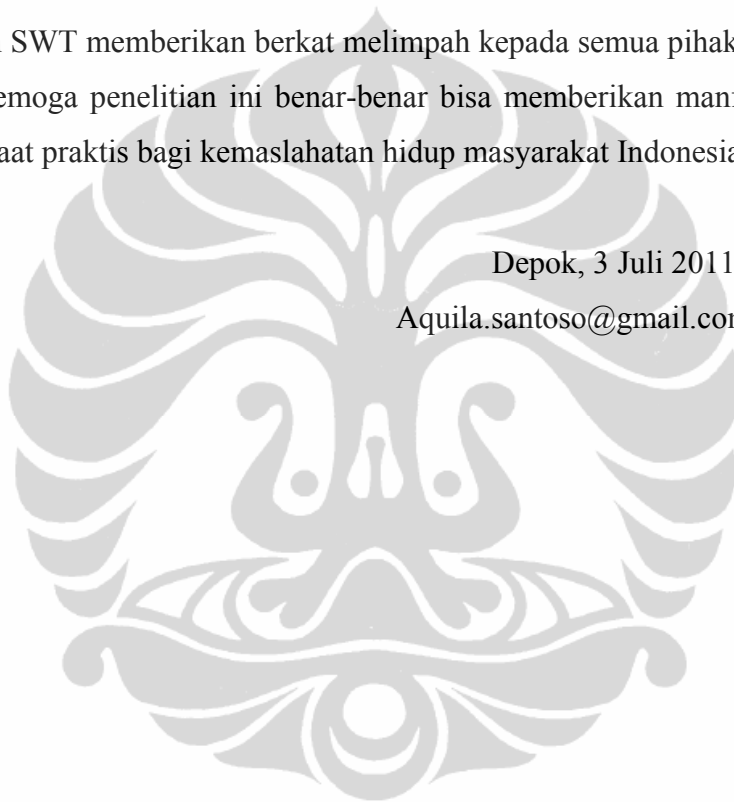 SWT memberikan berkat melimpah kepada semua pihak
emoga penelitian ini benar-benar bisa memberikan man
aat praktis bagi kemaslahatan hidup masyarakat Indonesia
Depok, 3 Juli 2011
Aquila.santoso@gmail.co